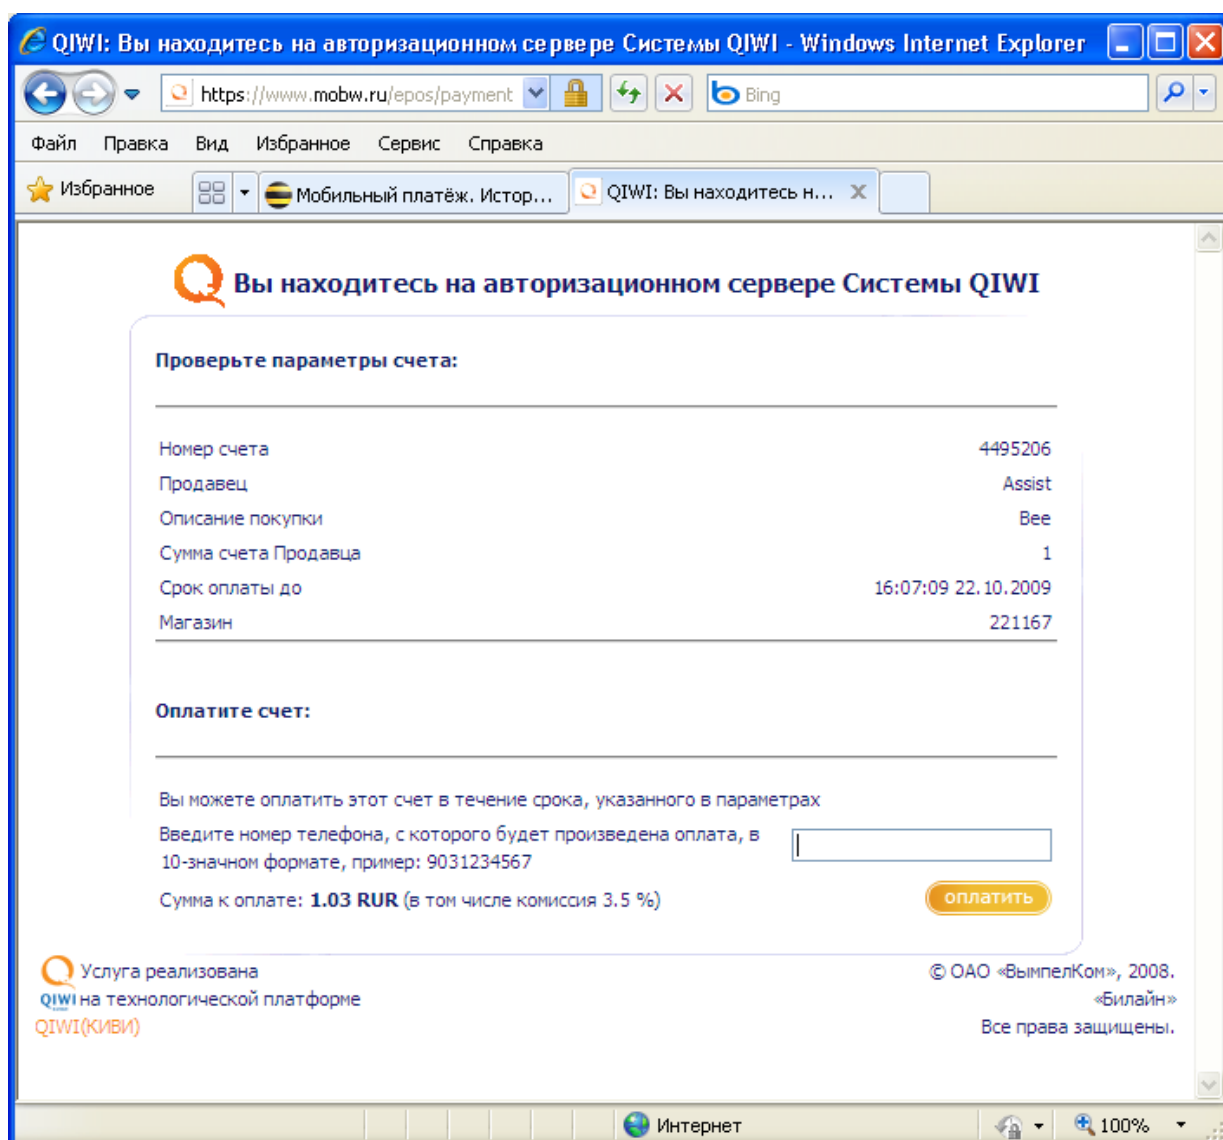 QIWI: Вы находитесь на авторизационном сервере Системы QIWI - Windows Internet Explorer
https://www.mobw.ru/epos/payment
Bing
Файл Правка Вид Избранное Сервис Справка
Избранное
Мобильный платёж. Истор...
QIWI: Вы находитесь н...
Вы находитесь на авторизационном сервере Системы QIWI
Проверьте параметры счета:
Номер счета 4495206
Продавец Assist
Описание покупки Bee
Сумма счета Продавца 1
Срок оплаты до 16:07:09 22.10.2009
Магазин 221167
Оплатите счет:
Вы можете оплатить этот счет в течение срока, указанного в параметрах
Введите номер телефона, с которого будет произведена оплата, в
10-значном формате, пример: 9031234567
Сумма к оплате: 1.03 RUR (в том числе комиссия 3.5 %)
оплатить
Услуга реализована
QIWI на технологической платформе
QIWI(КИВИ)
© ОАО «ВымпелКом», 2008.
«Билайн»
Все права защищены.
Интернет
100%